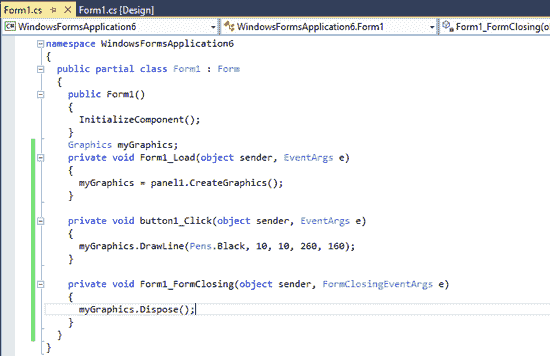 Form1.cs Form1.cs [Design]
WindowsFormsApplication6 WindowsFormsApplication6.Form1 Form1_FormClosing(o
namespace WindowsFormsApplication6
{
public partial class Form1 : Form
{
public Form1()
{
InitializeComponent();
}
Graphics myGraphics;
private void Form1_Load(object sender, EventArgs e)
{
myGraphics = panel1.CreateGraphics();
}
private void button1_Click(object sender, EventArgs e)
{
myGraphics.DrawLine(Pens.Black, 10, 10, 260, 160);
}
private void Form1_FormClosing(object sender, FormClosingEventArgs e)
{
myGraphics.Dispose();
}
}
}